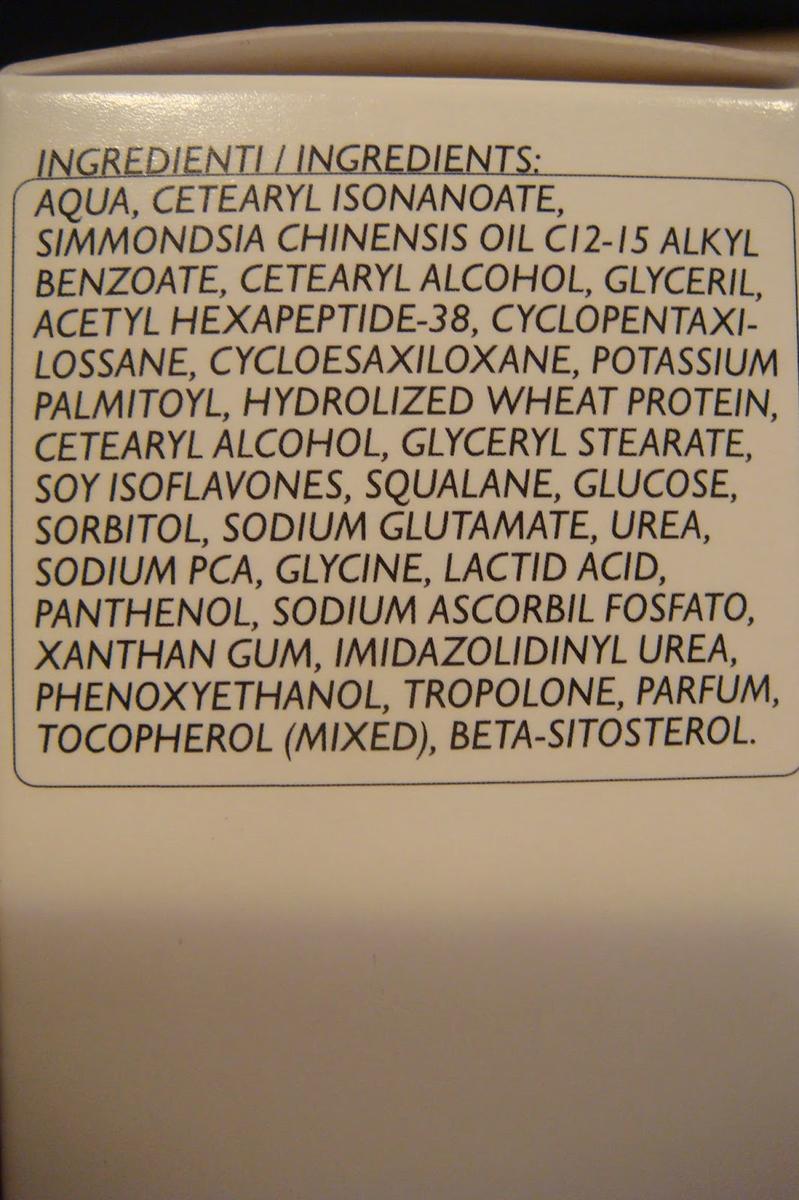 INGREDIENTI / INGREDIENTS:
AQUA, CETEARYL ISONANOATE,
SIMMONDSIA CHINENSIS OIL C12-15 ALKYL
BENZOATE, CETEARYL ALCOHOL, GLYCERIL,
ACETYL HEXAPEPTIDE-38, CYCLOPENTAXI-
LOSSANE, CYCLOESAXILOXANE, POTASSIUM
PALMITOYL, HYDROLIZED WHEAT PROTEIN,
CETEARYL ALCOHOL, GLYCERYL STEARATE,
SOY ISOFLAVONES, SQUALANE, GLUCOSE,
SORBITOL, SODIUM GLUTAMATE, UREA,
SODIUM PCA, GLYCINE, LACTID ACID,
PANTHENOL, SODIUM ASCORBIL FOSFATO,
XANTHAN GUM, IMIDAZOLIDINYL UREA,
PHENOXYETHANOL, TROPOLONE, PARFUM,
TOCOPHEROL (MIXED), BETA-SITOSTEROL.